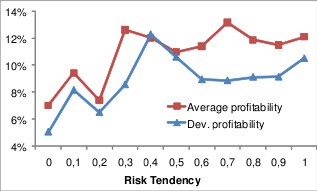 14%
12%
10%
8%
6%
4%
Average profitability
Dev. profitability
0 0,1 0,2 0,3 0,4 0,5 0,6 0,7 0,8 0,9 1
Risk Tendency